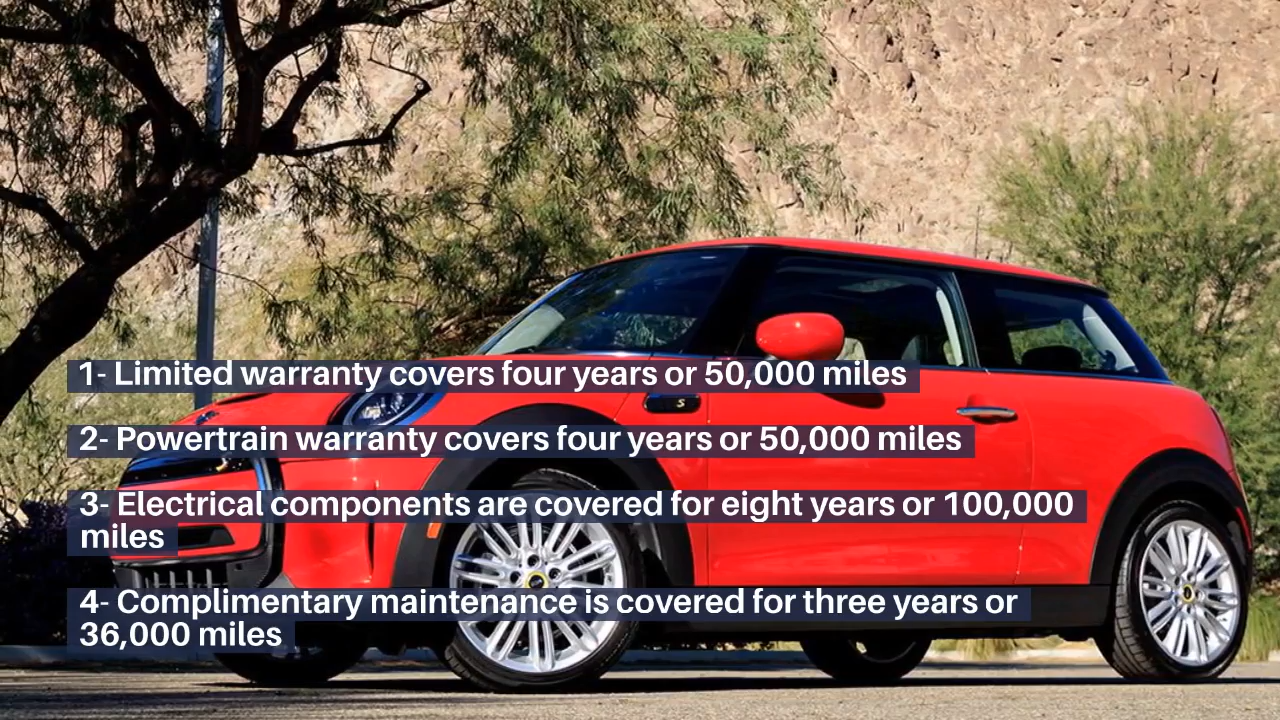 1- Limited warranty covers four years or 50,000 miles
2- Powertrain warranty covers four years or 50,000 miles
3- Electrical components are covered for eight years or 100,000
miles
4- Complimentary maintenance is covered for three years or
36,000 miles
S